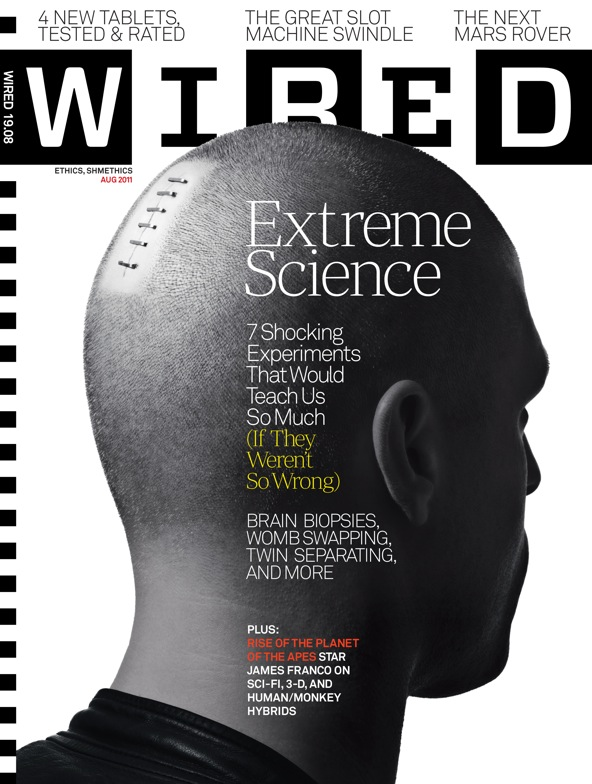 4 NEW TABLETS,
TESTED & RATED
THE GREAT SLOT
MACHINE SWINDLE
THE NEXT
MARS ROVER
WIRED
WIRED 19.08
ETHICS, SHMETHICS
AUG 2011
Extreme
Science
7 Shocking
Experiments
That Would
Teach Us
So Much
(If They
Weren't
So Wrong)
BRAIN BIOPSIES,
WOMB SWAPPING,
TWIN SEPARATING,
AND MORE
PLUS:
RISE OF THE PLANET
OF THE APES STAR
JAMES FRANCO ON
SCI-FI, 3-D, AND
HUMAN/MONKEY
HYBRIDS